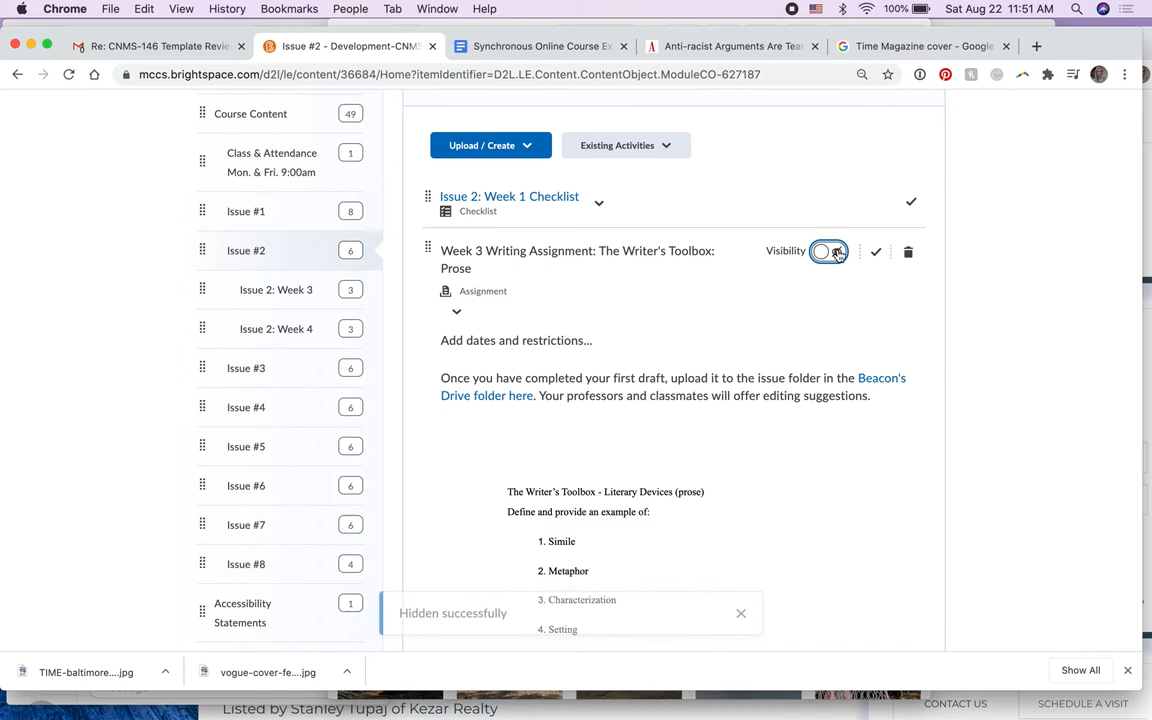 Chrome File Edit View History Bookmarks People Tab Window Help 100% Sat Aug 22 11:51 AM
Re: CNMS-146 Template Revie
Issue #2 - Development-CNMS
Synchronous Online Course Ex
Anti-racist Arguments Are Tear
Time Magazine cover - Google
mccs.brightspace.com/d2l/le/content/36684/Home?itemIdentifier=D2L.LE.Content.ContentObject.ModuleCO-627187
Course Content 49
Class & Attendance 1
Mon. & Fri. 9:00am
Issue #1 8
Issue #2 6
Issue 2: Week 3 3
Issue 2: Week 4 3
Issue #3 6
Issue #4 6
Issue #5 6
Issue #6 6
Issue #7 6
Issue #8 4
Accessibility 1
Statements
Upload / Create
Existing Activities
Issue 2: Week 1 Checklist
Checklist
Week 3 Writing Assignment: The Writer's Toolbox:
Prose
Visibility
Assignment
Add dates and restrictions...
Once you have completed your first draft, upload it to the issue folder in the Beacon's
Drive folder here. Your professors and classmates will offer editing suggestions.
The Writer's Toolbox - Literary Devices (prose)
Define and provide an example of:
1. Simile
2. Metaphor
3. Characterization
4. Setting
Hidden successfully
TIME-baltimore....jpg
vogue-cover-fe....jpg
Show All
Listed by Stanley Tupaj of Kezar Realty
CONTACT US
SCHEDULE A VISIT